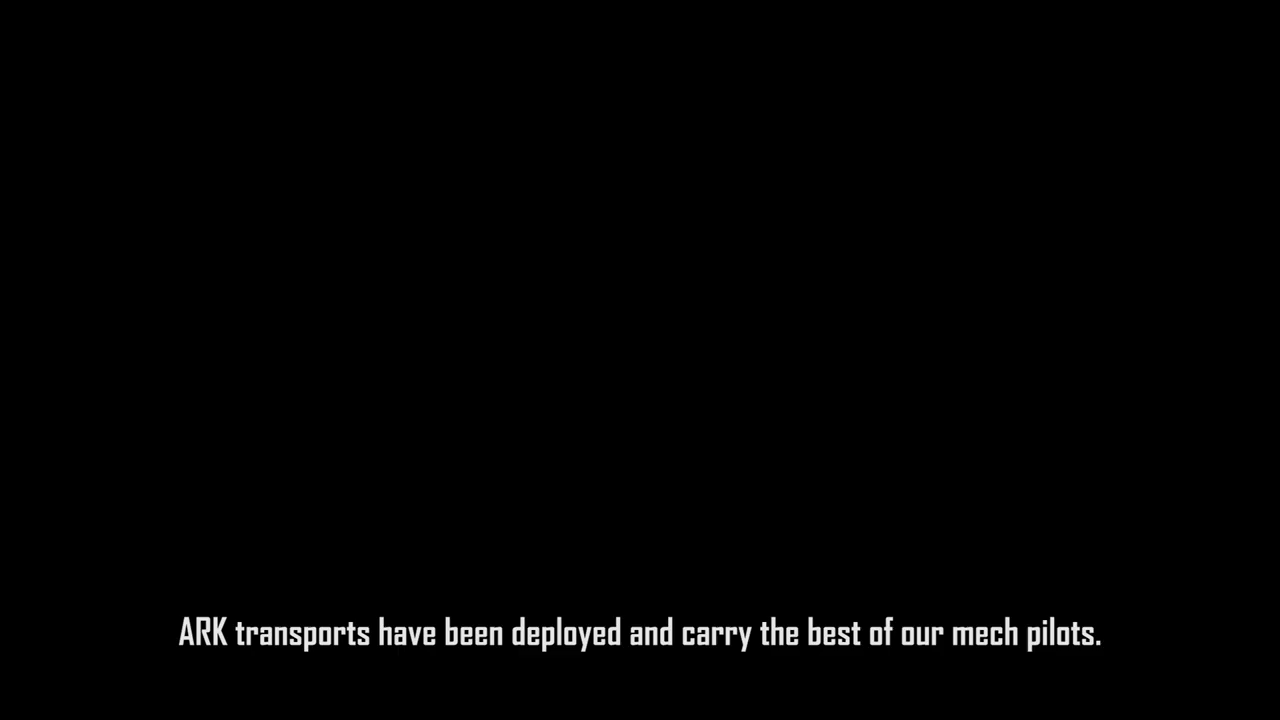 ARK transports have been deployed and carry the best of our mech pilots.